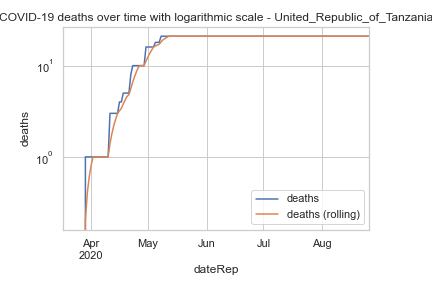 COVID-19 deaths over time with logarithmic scale - United_Republic_of_Tanzania
deaths
10¹
10⁰
deaths
deaths (rolling)
Apr
2020
May
Jun
Jul
Aug
dateRep